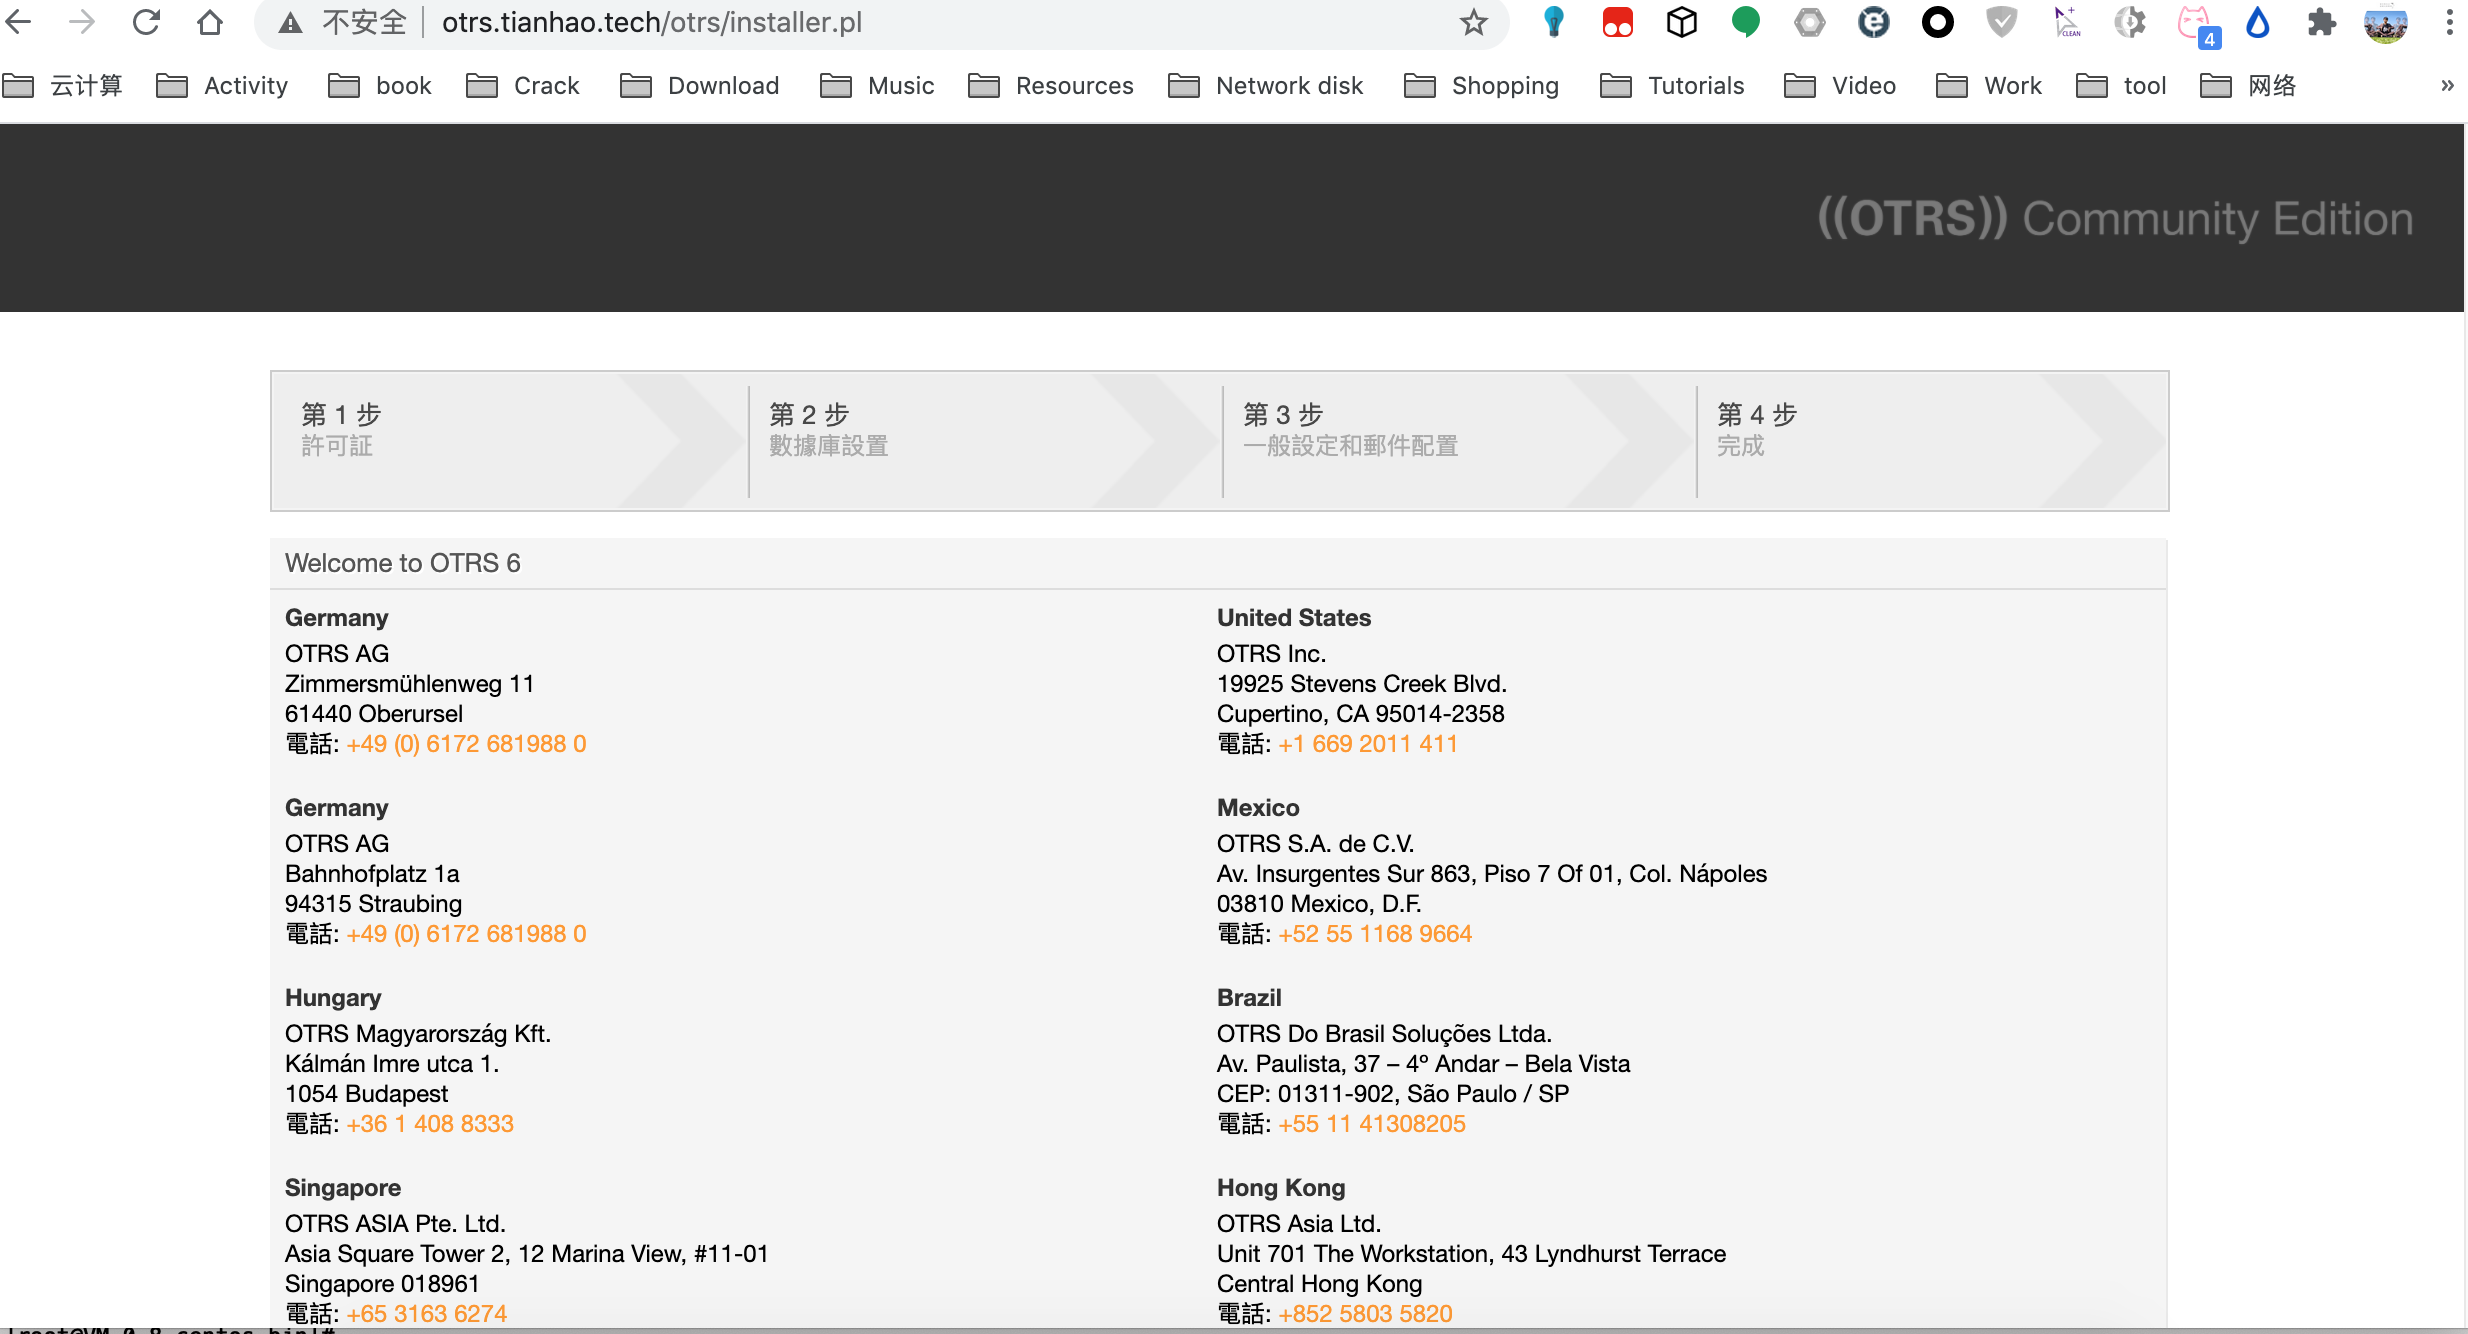 不安全 otrs.tianhao.tech/otrs/installer.pl
CLEAN
4
云计算 Activity book Crack Download Music Resources Network disk Shopping Tutorials Video Work tool 网络 »
((OTRS)) Community Edition
第 1 步
許可証
第 2 步
數據庫設置
第 3 步
一般設定和郵件配置
第 4 步
完成
Welcome to OTRS 6
Germany
OTRS AG
Zimmersmühlenweg 11
61440 Oberursel
電話: +49 (0) 6172 681988 0
United States
OTRS Inc.
19925 Stevens Creek Blvd.
Cupertino, CA 95014-2358
電話: +1 669 2011 411
Germany
OTRS AG
Bahnhofplatz 1a
94315 Straubing
電話: +49 (0) 6172 681988 0
Mexico
OTRS S.A. de C.V.
Av. Insurgentes Sur 863, Piso 7 Of 01, Col. Nápoles
03810 Mexico, D.F.
電話: +52 55 1168 9664
Hungary
OTRS Magyarország Kft.
Kálmán Imre utca 1.
1054 Budapest
電話: +36 1 408 8333
Brazil
OTRS Do Brasil Soluções Ltda.
Av. Paulista, 37 – 4º Andar – Bela Vista
CEP: 01311-902, São Paulo / SP
電話: +55 11 41308205
Singapore
OTRS ASIA Pte. Ltd.
Asia Square Tower 2, 12 Marina View, #11-01
Singapore 018961
電話: +65 3163 6274
Hong Kong
OTRS Asia Ltd.
Unit 701 The Workstation, 43 Lyndhurst Terrace
Central Hong Kong
電話: +852 5803 5820